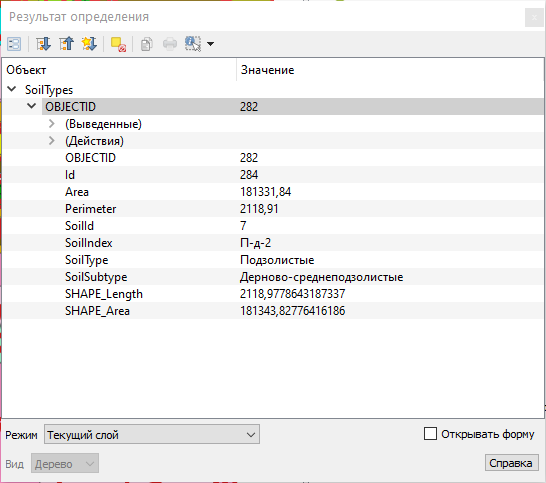 Результат определения
Объект Значение
SoilTypes
OBJECTID 282
(Выведенные)
(Действия)
OBJECTID 282
Id 284
Area 181331,84
Perimeter 2118,91
SoilId 7
SoilIndex П-д-2
SoilType Подзолистые
SoilSubtype Дерново-среднеподзолистые
SHAPE_Length 2118,9778643187337
SHAPE_Area 181343,82776416186
Режим Текущий слой Открывать форму
Вид Дерево Справка